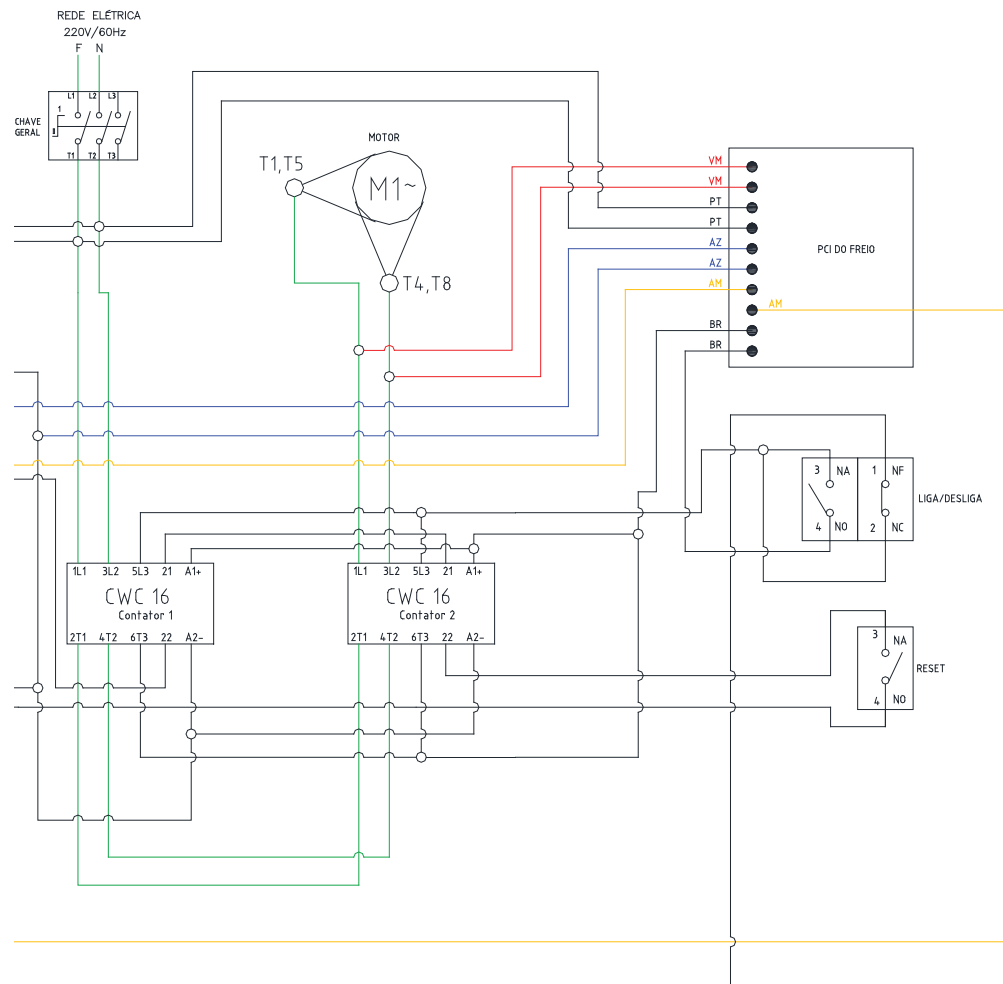 REDE ELÉTRICA
220V/60Hz
F N
L1 L2 L3
1
CHAVE
GERAL
T1 T2 T3
MOTOR
T1,T5
M1~
T4,T8
VM
VM
PT
PT
AZ
AZ
AM
AM
BR
BR
PCI DO FREIO
3 NA
4 NO
1 NF
2 NC
LIGA/DESLIGA
1L1 3L2 5L3 21 A1+
CWC 16
Contator 1
2T1 4T2 6T3 22 A2-
1L1 3L2 5L3 21 A1+
CWC 16
Contator 2
2T1 4T2 6T3 22 A2-
3 NA
4 NO
RESET